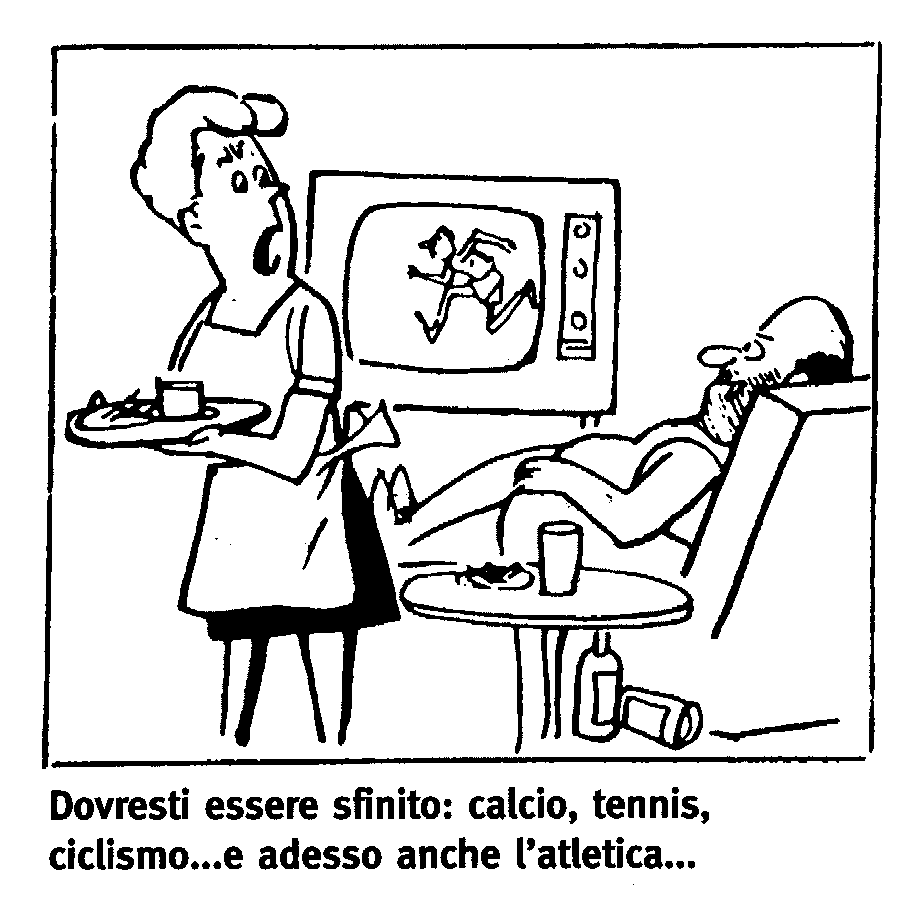 Dovresti essere sfinito: calcio, tennis,
ciclismo...e adesso anche l'atletica...